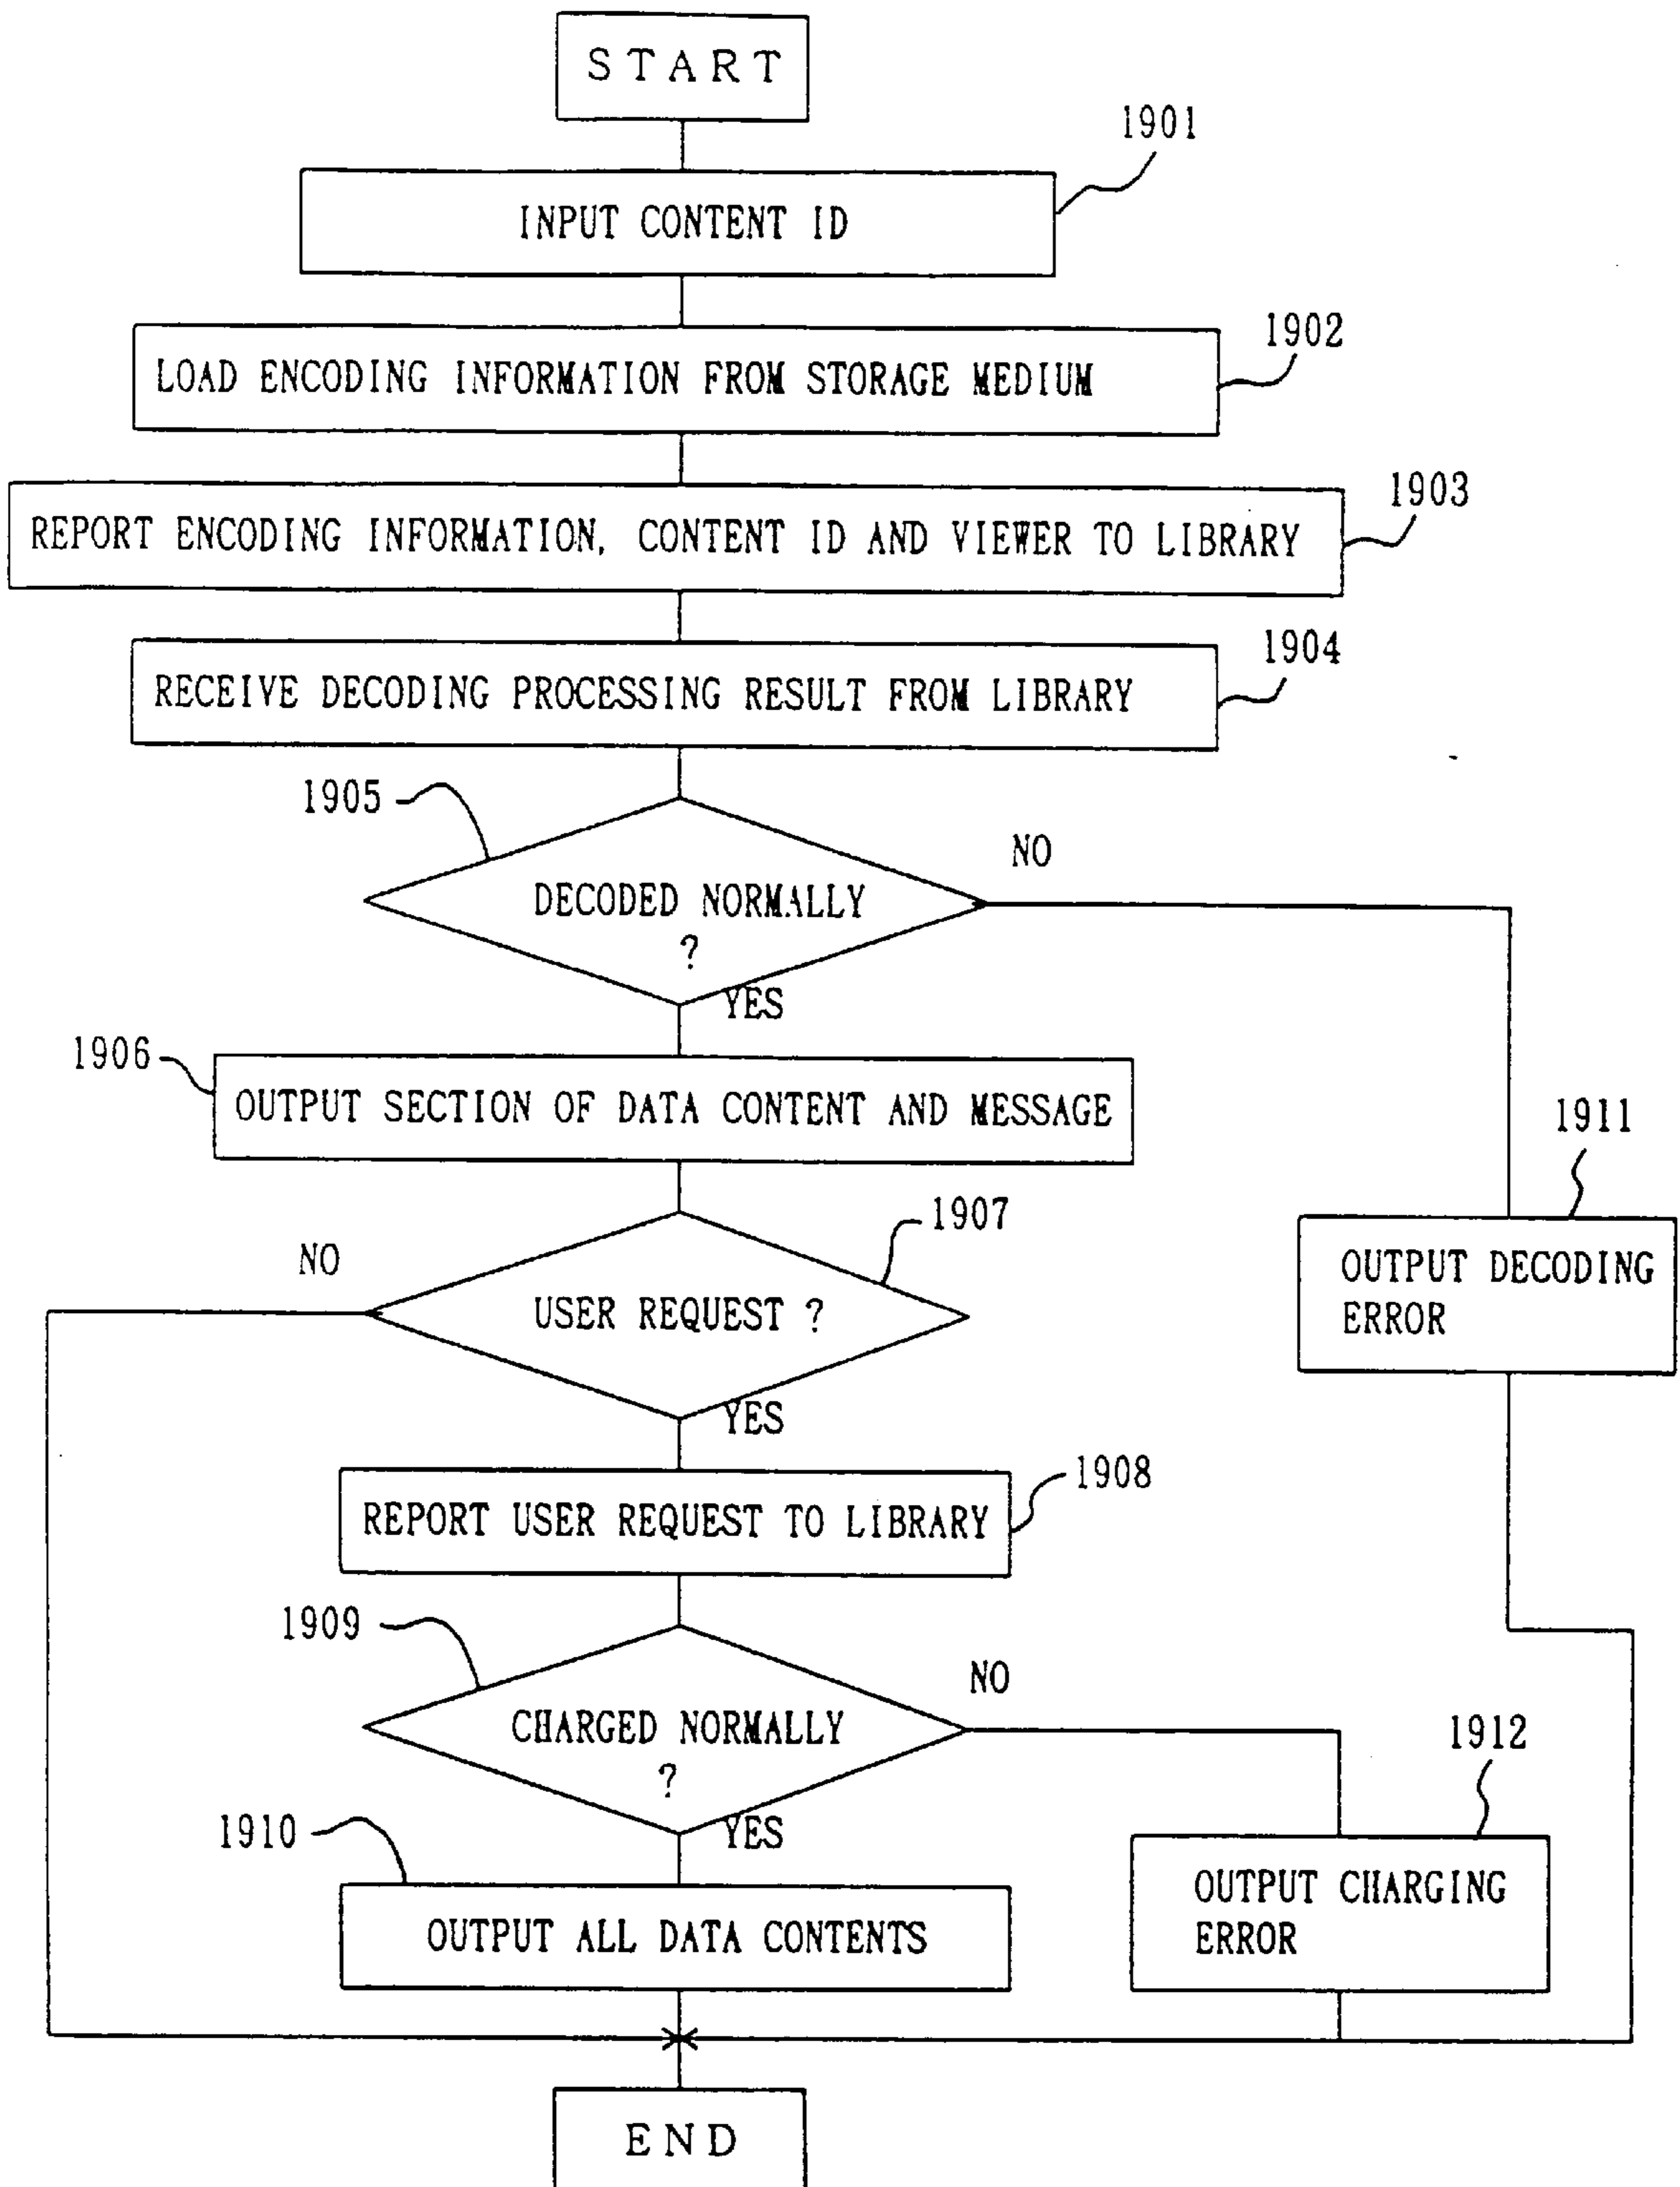 START
1901
INPUT CONTENT ID
1902
LOAD ENCODING INFORMATION FROM STORAGE MEDIUM
1903
REPORT ENCODING INFORMATION, CONTENT ID AND VIEWER TO LIBRARY
1904
RECEIVE DECODING PROCESSING RESULT FROM LIBRARY
1905
NO
DECODED NORMALLY
?
YES
1906
OUTPUT SECTION OF DATA CONTENT AND MESSAGE
1911
OUTPUT DECODING
ERROR
1907
NO
USER REQUEST ?
YES
1908
REPORT USER REQUEST TO LIBRARY
1909
NO
CHARGED NORMALLY
?
YES
1912
OUTPUT CHARGING
ERROR
1910
OUTPUT ALL DATA CONTENTS
END